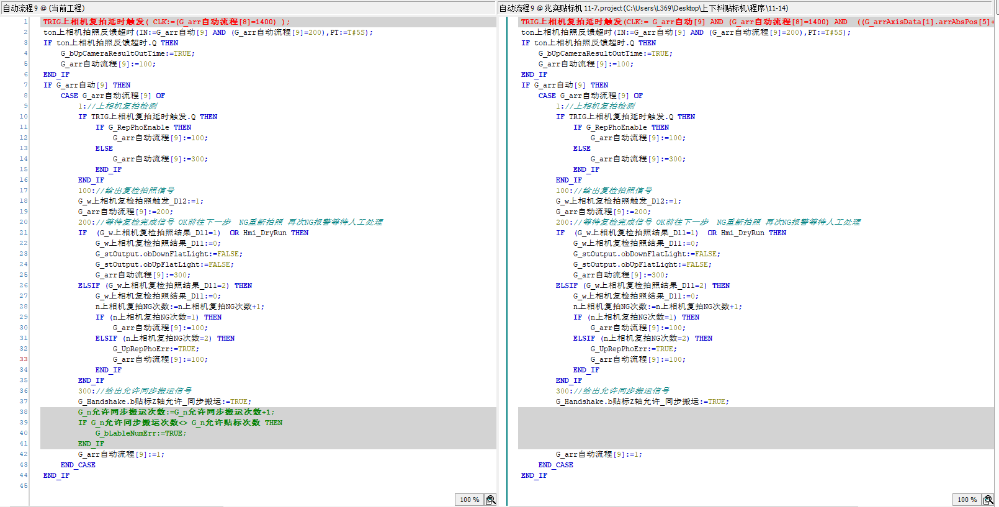 自动流程9 @ (当前工程)
1 TRIG上相机复拍延时触发( CLK:=(G_arr自动流程[8]=1400) );
2 ton上相机拍照反馈超时(IN:=G_arr自动[9] AND (G_arr自动流程[9]=200),PT:=T#5S);
3 IF ton上相机拍照反馈超时.Q THEN
4 G_bUpCameraResultOutTime:=TRUE;
5 G_arr自动流程[9]:=100;
6 END_IF
7 IF G_arr自动[9] THEN
8 CASE G_arr自动流程[9] OF
9 1://上相机复拍检测
10 IF TRIG上相机复拍延时触发.Q THEN
11 IF G_RepPhoEnable THEN
12 G_arr自动流程[9]:=100;
13 ELSE
14 G_arr自动流程[9]:=300;
15 END_IF
16 END_IF
17 100://给出复检拍照信号
18 G_w上相机复检拍照触发_D12:=1;
19 G_arr自动流程[9]:=200;
20 200://等待复检完成信号 OK前往下一步  NG重新拍照 再次NG报警等待人工处理
21 IF  (G_w上相机复检拍照结果_D11=1)  OR Hmi_DryRun THEN
22 G_w上相机复检拍照结果_D11:=0;
23 G_stOutput.obDownFlatLight:=FALSE;
24 G_stOutput.obUpFlatLight:=FALSE;
25 G_arr自动流程[9]:=300;
26 ELSIF (G_w上相机复检拍照结果_D11=2) THEN
27 G_w上相机复检拍照结果_D11:=0;
28 n上相机复拍NG次数:=n上相机复拍NG次数+1;
29 IF (n上相机复拍NG次数=1) THEN
30 G_arr自动流程[9]:=100;
31 ELSIF (n上相机复拍NG次数=2) THEN
32 G_UpRepPhoErr:=TRUE;
33 G_arr自动流程[9]:=100;
34 END_IF
35 END_IF
36 300://给出允许同步搬运信号
37 G_Handshake.b贴标Z轴允许_同步搬运:=TRUE;
38 G_n允许同步搬运次数:=G_n允许同步搬运次数+1;
39 IF G_n允许同步搬运次数<> G_n允许贴标次数 THEN
40 G_bLableNumErr:=TRUE;
41 END_IF
42 G_arr自动流程[9]:=1;
43 END_CASE
44 END_IF
45
100 %
自动流程9 @ 兆奕贴标机 11-7.project (C:\Users\L369\Desktop\上下料贴标机\程序\11-14)
TRIG上相机复拍延时触发(CLK:= G_arr自动[9] AND (G_arr自动流程[8]=1400) AND  ((G_arrAxisData[1].arrAbsPos[5]+
ton上相机拍照反馈超时(IN:=G_arr自动[9] AND (G_arr自动流程[9]=200),PT:=T#5S);
IF ton上相机拍照反馈超时.Q THEN
G_bUpCameraResultOutTime:=TRUE;
G_arr自动流程[9]:=100;
END_IF
IF G_arr自动[9] THEN
CASE G_arr自动流程[9] OF
1://上相机复拍检测
IF TRIG上相机复拍延时触发.Q THEN
IF G_RepPhoEnable THEN
G_arr自动流程[9]:=100;
ELSE
G_arr自动流程[9]:=300;
END_IF
END_IF
100://给出复检拍照信号
G_w上相机复检拍照触发_D12:=1;
G_arr自动流程[9]:=200;
200://等待复检完成信号 OK前往下一步  NG重新拍照 再次NG报警等待人工处理
IF  (G_w上相机复检拍照结果_D11=1)  OR Hmi_DryRun THEN
G_w上相机复检拍照结果_D11:=0;
G_stOutput.obDownFlatLight:=FALSE;
G_stOutput.obUpFlatLight:=FALSE;
G_arr自动流程[9]:=300;
ELSIF (G_w上相机复检拍照结果_D11=2) THEN
G_w上相机复检拍照结果_D11:=0;
n上相机复拍NG次数:=n上相机复拍NG次数+1;
IF (n上相机复拍NG次数=1) THEN
G_arr自动流程[9]:=100;
ELSIF (n上相机复拍NG次数=2) THEN
G_UpRepPhoErr:=TRUE;
G_arr自动流程[9]:=100;
END_IF
END_IF
300://给出允许同步搬运信号
G_Handshake.b贴标Z轴允许_同步搬运:=TRUE;
G_arr自动流程[9]:=1;
END_CASE
END_IF
100 %